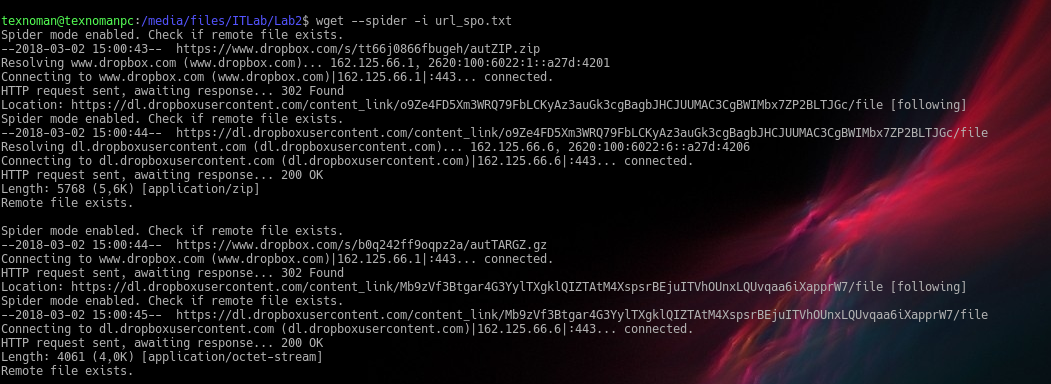 texnoman@texnomanpc:/media/files/ITLab/Lab2$ wget --spider -i url_spo.txt
Spider mode enabled. Check if remote file exists.
--2018-03-02 15:00:43--  https://www.dropbox.com/s/tt66j0866fbugeh/autZIP.zip
Resolving www.dropbox.com (www.dropbox.com)... 162.125.66.1, 2620:100:6022:1::a27d:4201
Connecting to www.dropbox.com (www.dropbox.com)|162.125.66.1|:443... connected.
HTTP request sent, awaiting response... 302 Found
Location: https://dl.dropboxusercontent.com/content_link/o9Ze4FD5Xm3WRQ79FbLCKyAz3auGk3cgBagbJHCJUUMAC3CgBWIMbx7ZP2BLTJGc/file [following]
Spider mode enabled. Check if remote file exists.
--2018-03-02 15:00:44--  https://dl.dropboxusercontent.com/content_link/o9Ze4FD5Xm3WRQ79FbLCKyAz3auGk3cgBagbJHCJUUMAC3CgBWIMbx7ZP2BLTJGc/file
Resolving dl.dropboxusercontent.com (dl.dropboxusercontent.com)... 162.125.66.6, 2620:100:6022:6::a27d:4206
Connecting to dl.dropboxusercontent.com (dl.dropboxusercontent.com)|162.125.66.6|:443... connected.
HTTP request sent, awaiting response... 200 OK
Length: 5768 (5,6K) [application/zip]
Remote file exists.

Spider mode enabled. Check if remote file exists.
--2018-03-02 15:00:44--  https://www.dropbox.com/s/b0q242ff9oqpz2a/autTARGZ.gz
Connecting to www.dropbox.com (www.dropbox.com)|162.125.66.1|:443... connected.
HTTP request sent, awaiting response... 302 Found
Location: https://dl.dropboxusercontent.com/content_link/Mb9zVf3Btgar4G3YylTXgklQIZTAtM4XspsrBEjuITVhOUnxLQUvqaa6iXapprW7/file [following]
Spider mode enabled. Check if remote file exists.
--2018-03-02 15:00:45--  https://dl.dropboxusercontent.com/content_link/Mb9zVf3Btgar4G3YylTXgklQIZTAtM4XspsrBEjuITVhOUnxLQUvqaa6iXapprW7/file
Connecting to dl.dropboxusercontent.com (dl.dropboxusercontent.com)|162.125.66.6|:443... connected.
HTTP request sent, awaiting response... 200 OK
Length: 4061 (4,0K) [application/octet-stream]
Remote file exists.